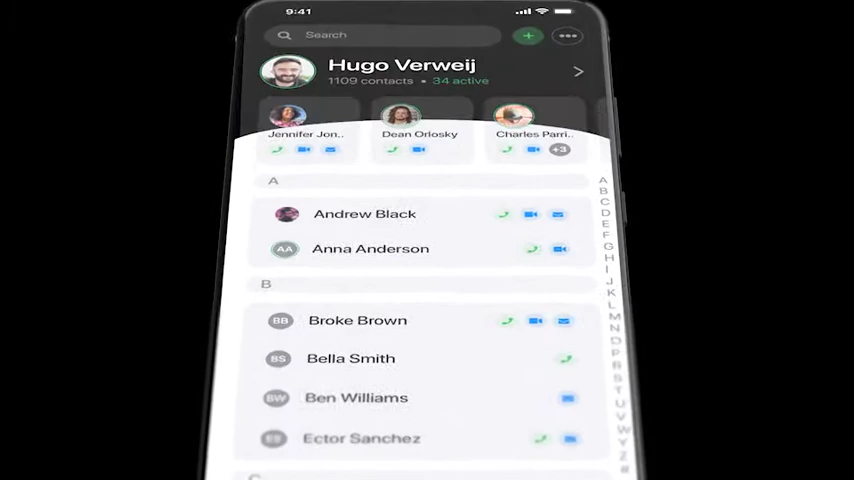 9:41
Search
Hugo Verweij
1109 contacts • 34 active
Jennifer Jon.. Dean Orlosky Charles Parri..
+3
A
Andrew Black
AA Anna Anderson
B
BB Broke Brown
BS Bella Smith
BW Ben Williams
ES Ector Sanchez
C
A
B
C
D
E
F
G
H
I
J
K
L
M
N
O
P
R
S
T
U
V
W
Y
Z
#